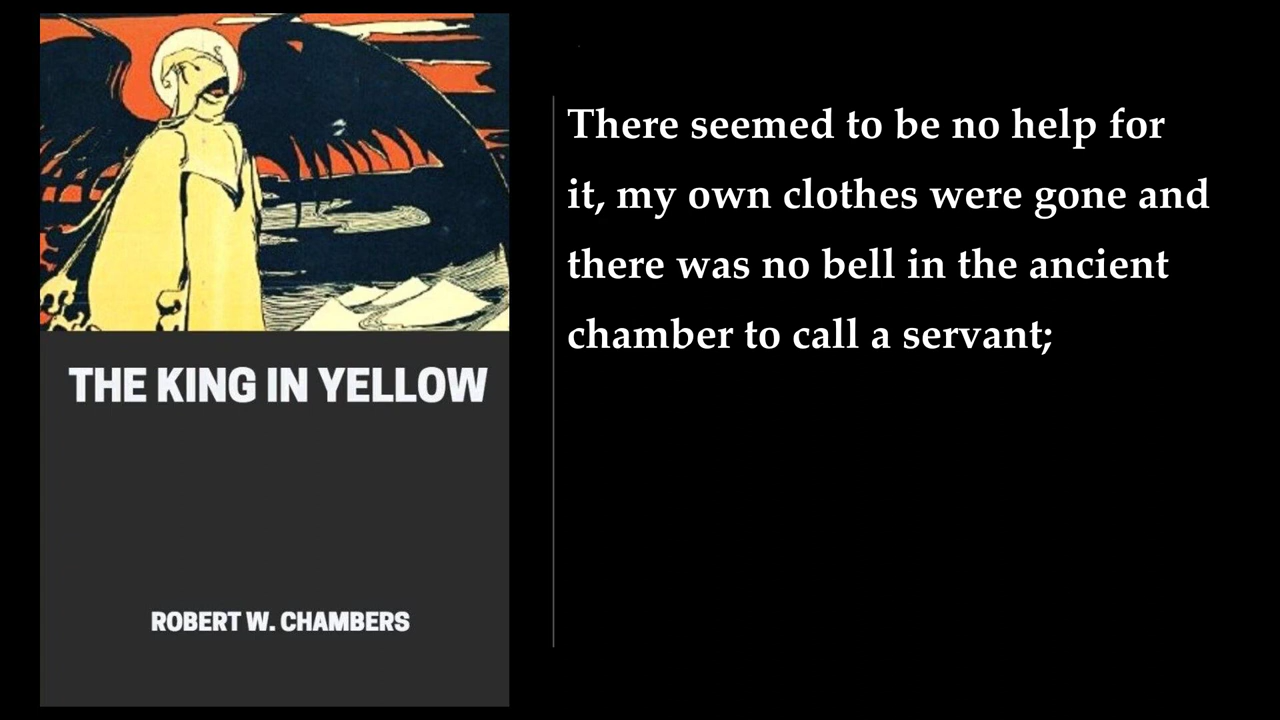 THE KING IN YELLOW
ROBERT W. CHAMBERS
There seemed to be no help for
it, my own clothes were gone and
there was no bell in the ancient
chamber to call a servant;